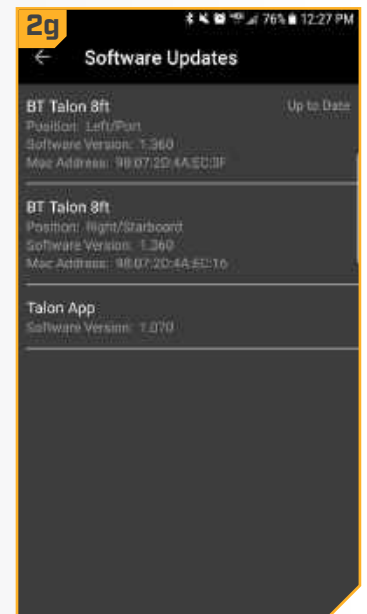 2g
76% 12:27 PM
← Software Updates
BT Talon 8ft Up to Date
Position: Left/Port
Software Version: 1.360
Mac Address: 98:07:2D:4A:EC:3F
BT Talon 8ft
Position: Right/Starboard
Software Version: 1.360
Mac Address: 98:07:2D:4A:EC:16
Talon App
Software Version: 1.070